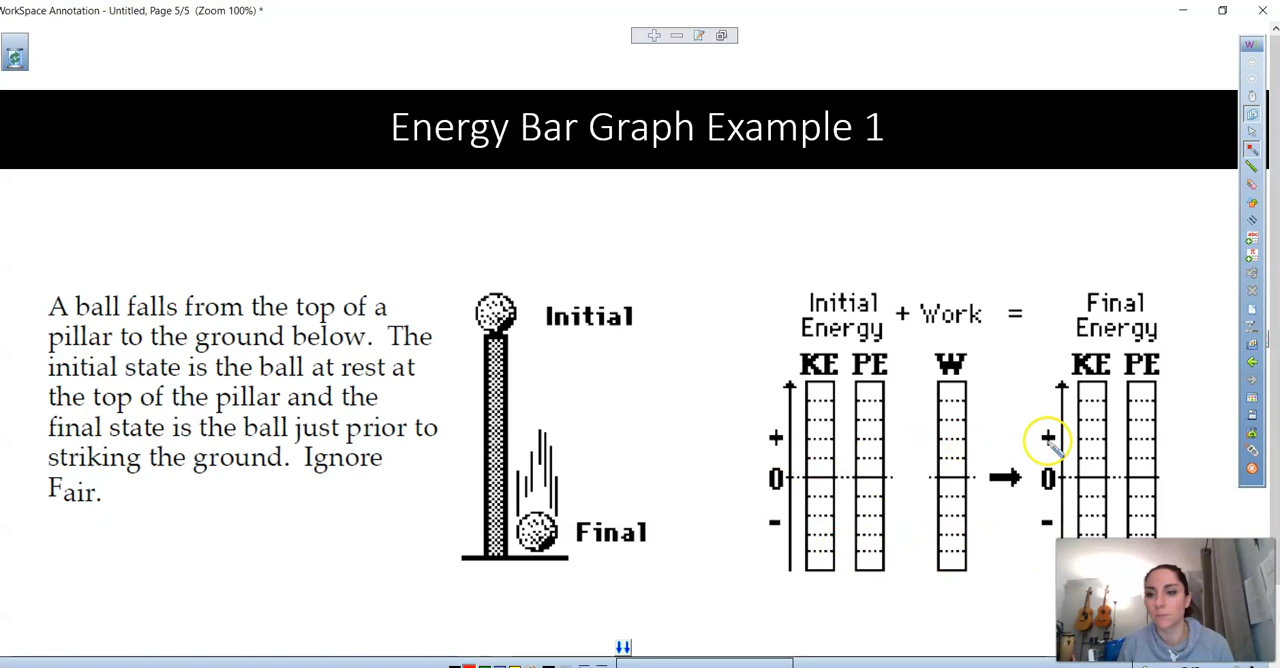 WorkSpace Annotation - Untitled, Page 5/5 (Zoom 100%) *
Energy Bar Graph Example 1
A ball falls from the top of a
pillar to the ground below. The
initial state is the ball at rest at
the top of the pillar and the
final state is the ball just prior to
striking the ground. Ignore
Fair.
Initial
Final
Initial Energy + Work = Final Energy
KE PE W KE PE
+ +
0 0
- -